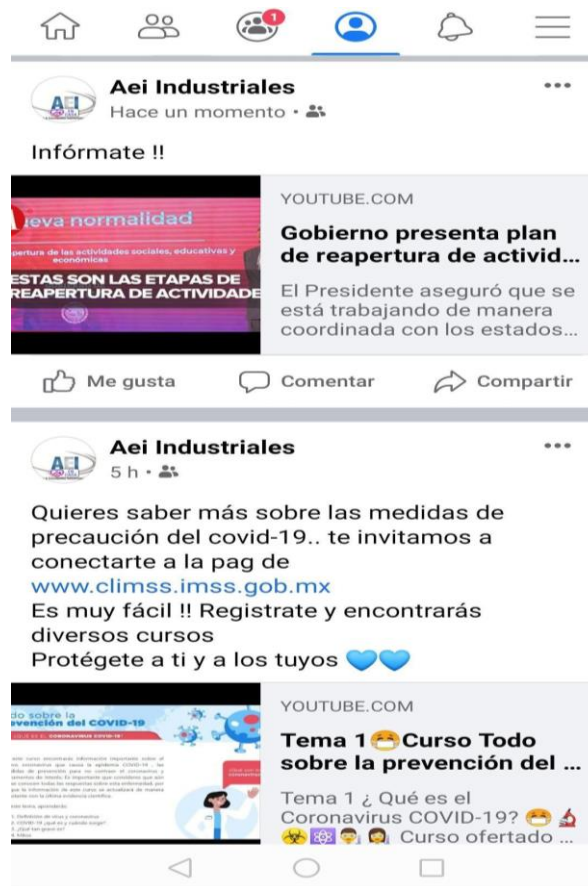 1
AEI
Aei Industriales
Hace un momento
Infórmate !!
ueva normalidad
pertura de las actividades sociales, educativas y
económicas
ESTAS SON LAS ETAPAS DE
REAPERTURA DE ACTIVIDADE
YOUTUBE.COM
Gobierno presenta plan
de reapertura de activid...
El Presidente aseguró que se
está trabajando de manera
coordinada con los estados...
Me gusta
Comentar
Compartir
AEI
Aei Industriales
5 h
Quieres saber más sobre las medidas de
precaución del covid-19.. te invitamos a
conectarte a la pag de
www.climss.imss.gob.mx
Es muy fácil !! Registrate y encontrarás
diversos cursos
Protégete a ti y a los tuyos 💙💙
do sobre la
evención del COVID-19
YOUTUBE.COM
Tema 1😷Curso Todo
sobre la prevención del ...
Tema 1 ¿ Qué es el
Coronavirus COVID-19? 😷🔬
☣️⚛️👨‍⚕️👩‍⚕️ Curso ofertado ...